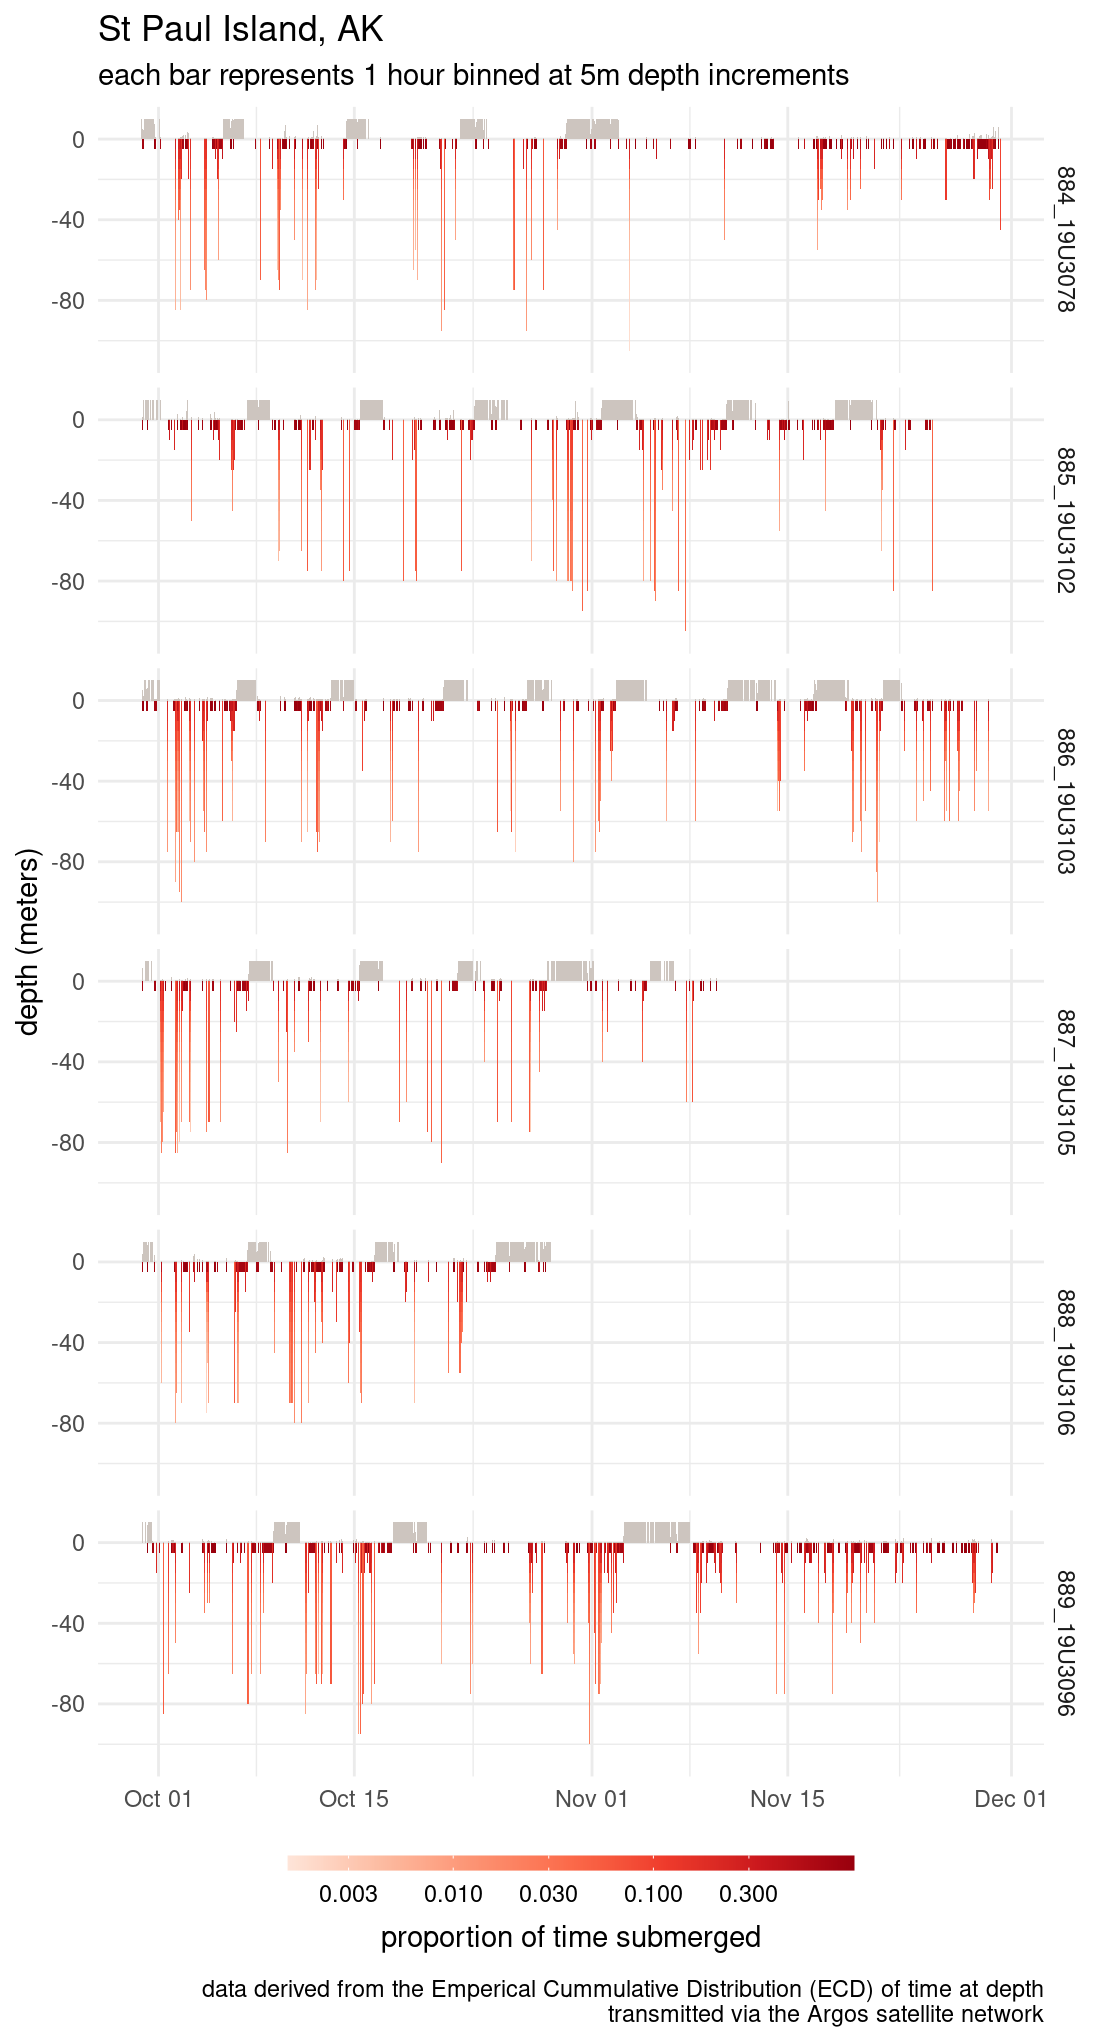 St Paul Island, AK
each bar represents 1 hour binned at 5m depth increments
0
-40
-80
884_19U3078
0
-40
-80
885_19U3102
0
-40
-80
886_19U3103
depth (meters)
0
-40
-80
887_19U3105
0
-40
-80
888_19U3106
0
-40
-80
889_19U3096
Oct 01
Oct 15
Nov 01
Nov 15
Dec 01
0.003
0.010
0.030
0.100
0.300
proportion of time submerged
data derived from the Emperical Cummulative Distribution (ECD) of time at depth
transmitted via the Argos satellite network